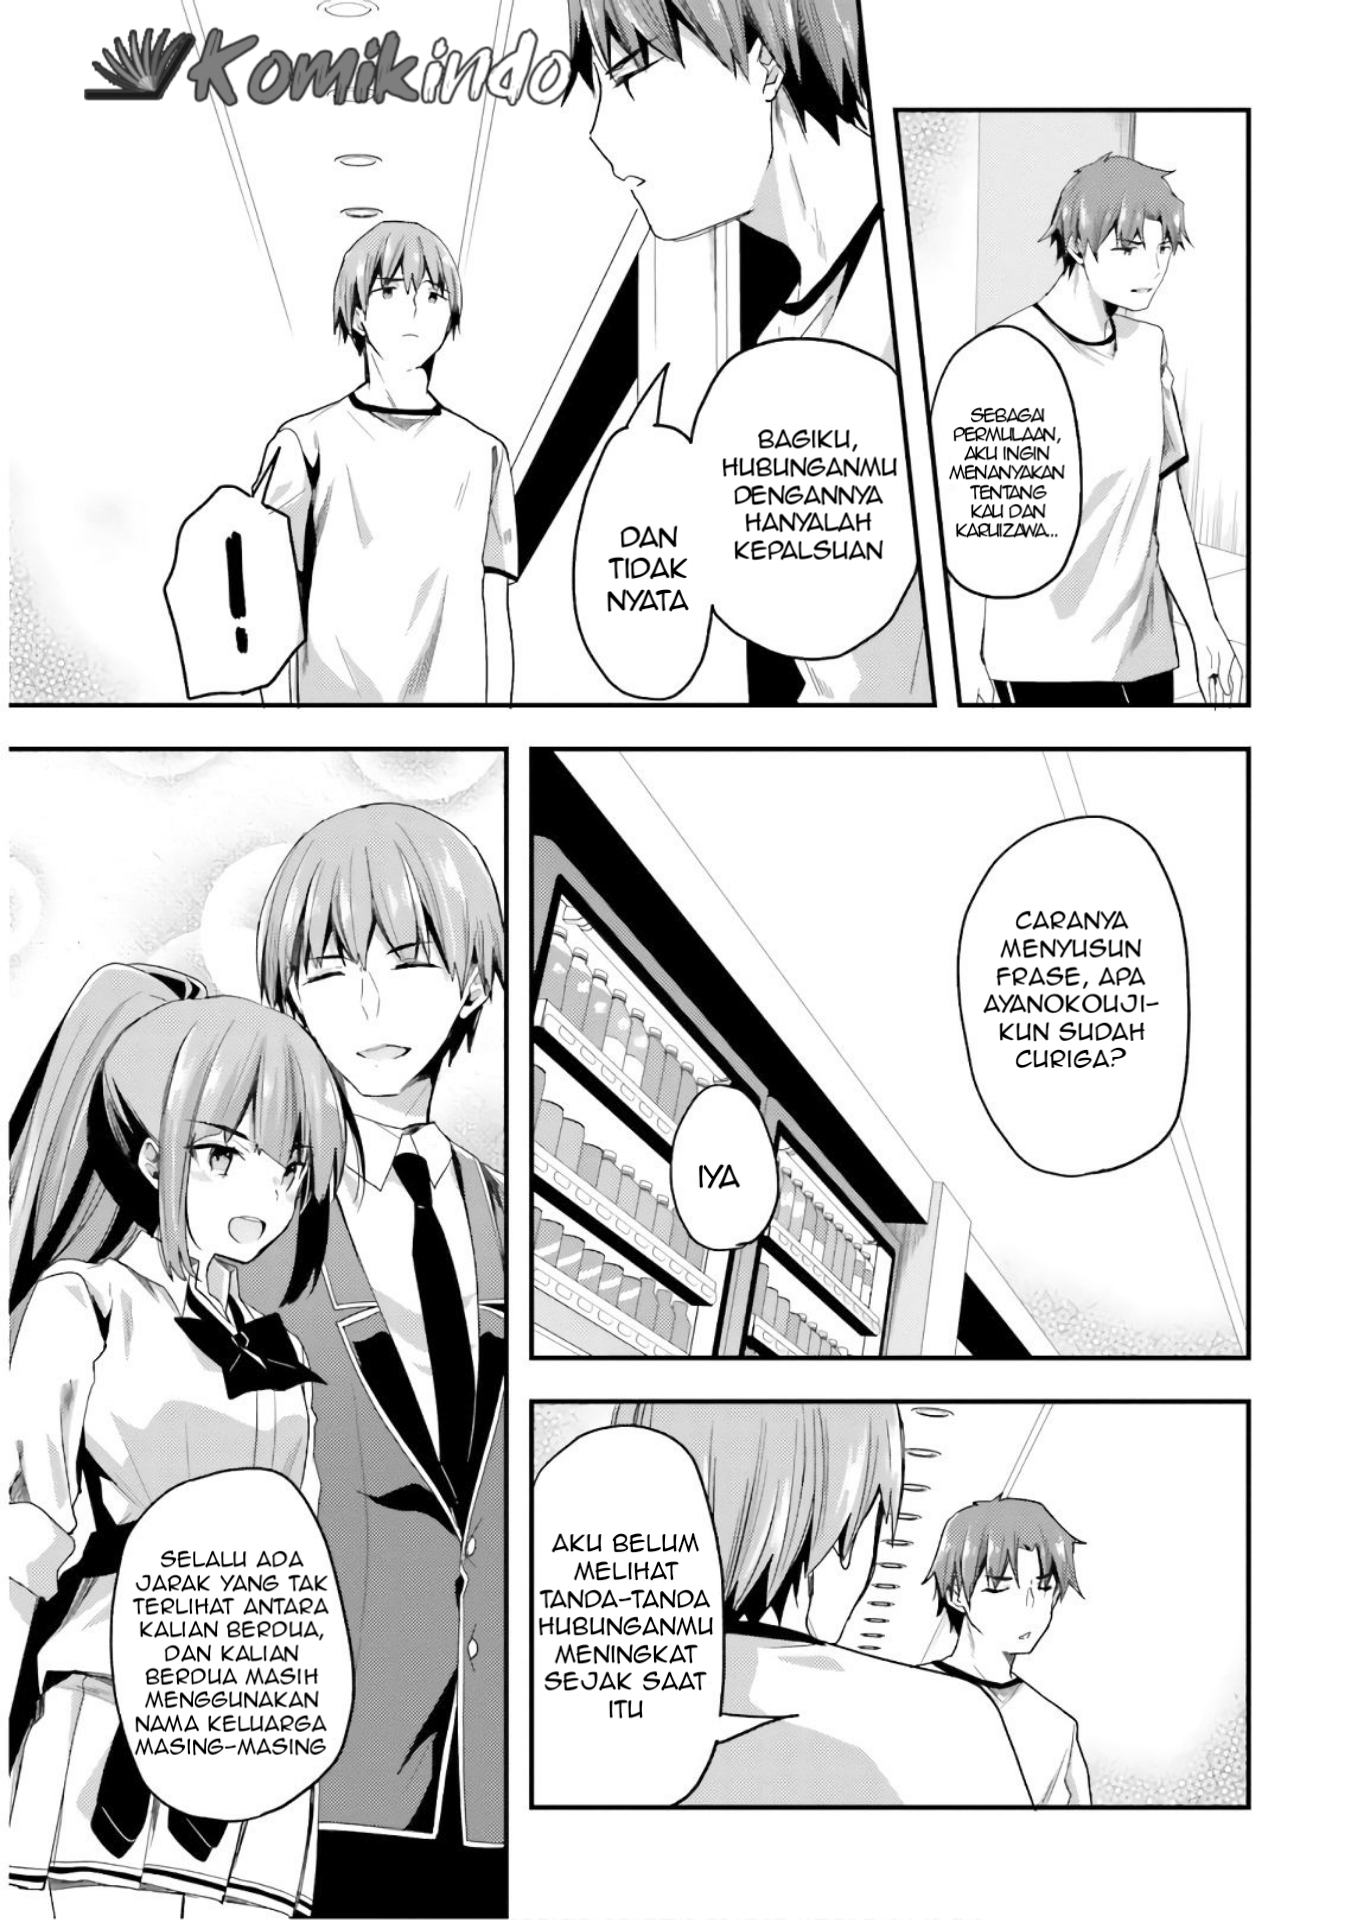 Komikindo
SEBAGAI
PERMULAAN,
AKU INGIN
MENANYAKAN
TENTANG
KAU DAN
KARUIZAWA...
BAGIKU,
HUBUNGANMU
DENGANNYA
HANYALAH
KEPALSUAN
DAN
TIDAK
NYATA
!
CARANYA
MENYUSUN
FRASE, APA
AYANOKOUJI-
KUN SUDAH
CURIGA?
IYA
AKU BELUM
MELIHAT
TANDA-TANDA
HUBUNGANMU
MENINGKAT
SEJAK SAAT
ITU
SELALU ADA
JARAK YANG TAK
TERLIHAT ANTARA
KALIAN BERDUA,
DAN KALIAN
BERDUA MASIH
MENGGUNAKAN
NAMA KELUARGA
MASING-MASING